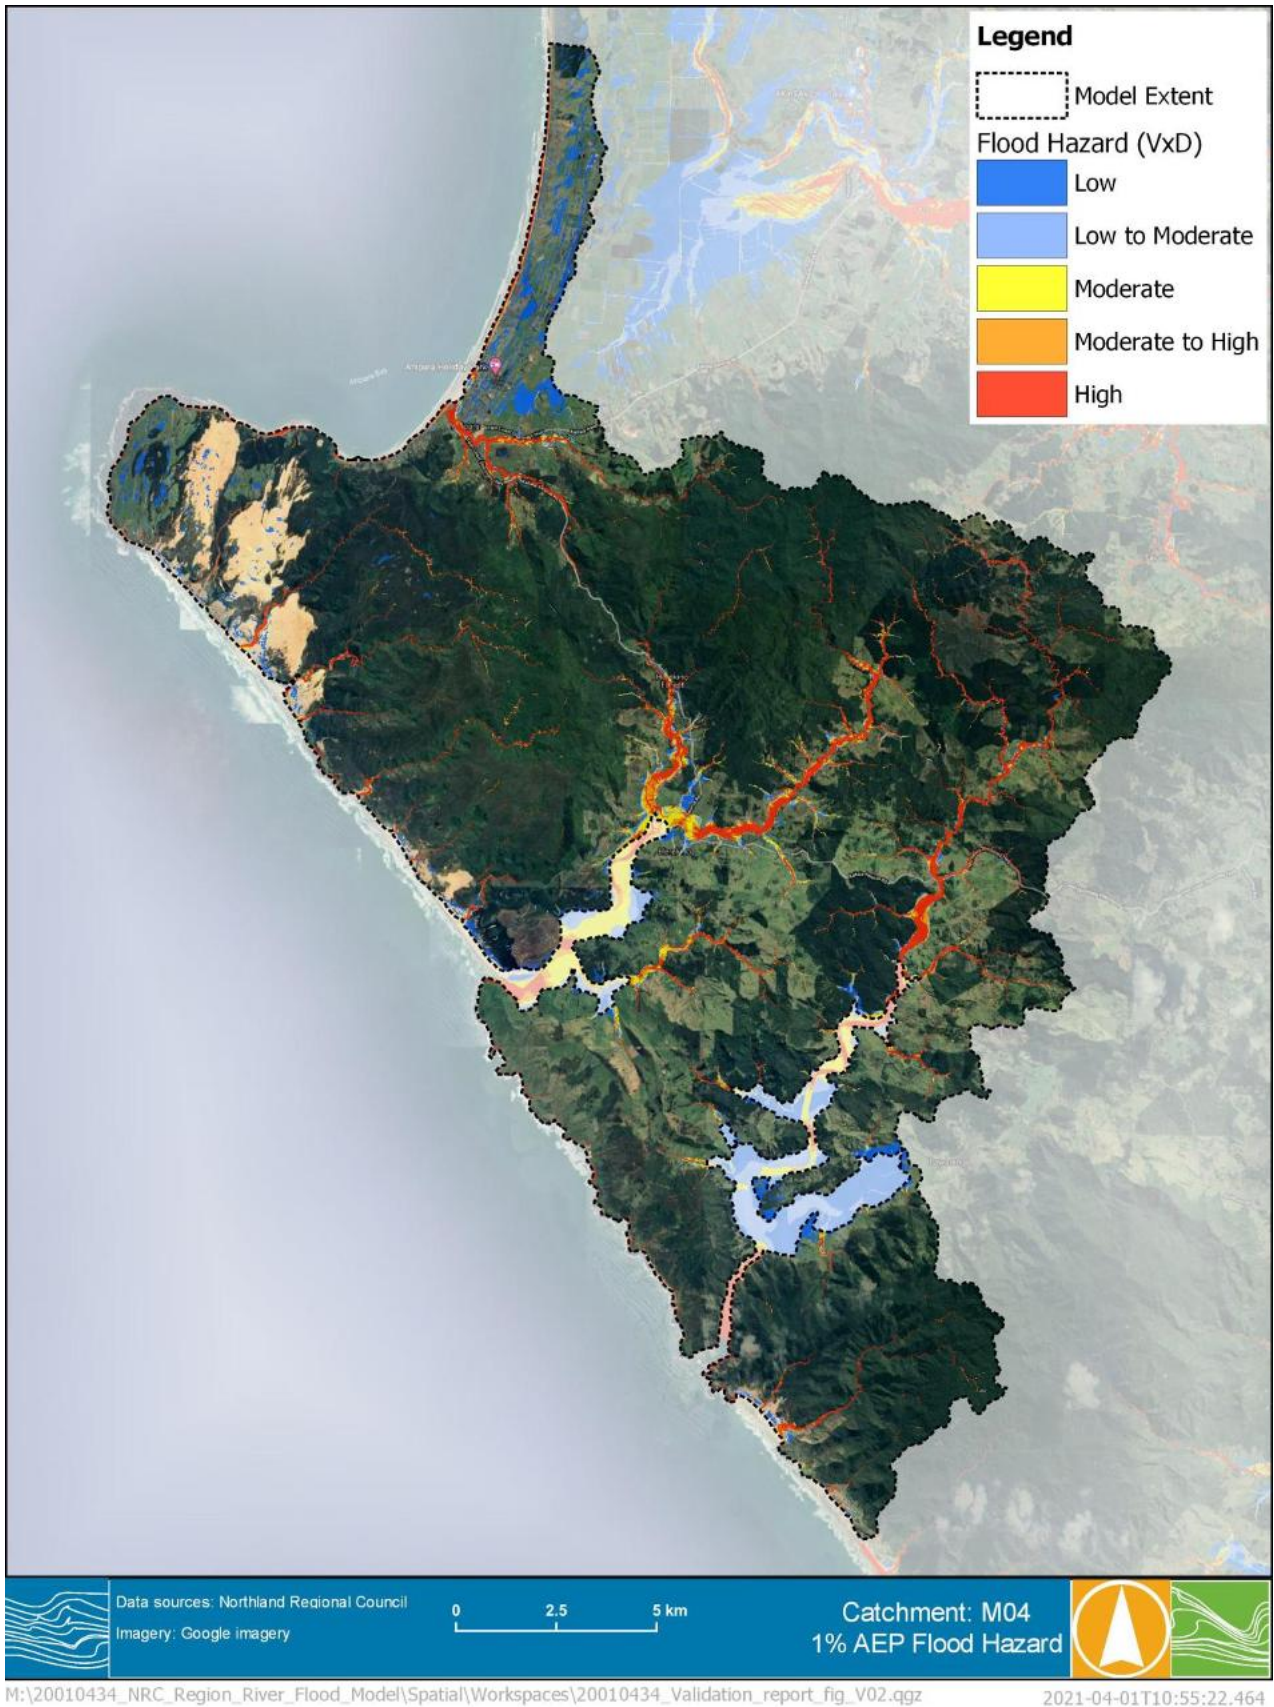 Legend
Model Extent
Flood Hazard (VxD)
Low
Low to Moderate
Moderate
Moderate to High
High
Data sources: Northland Regional Council
Imagery: Google imagery
0 2.5 5 km
Catchment: M04
1% AEP Flood Hazard
M:\20010434_NRC_Region_River_Flood_Model\Spatial\Workspaces\20010434_Validation_report_fig_V02.qgz
2021-04-01T10:55:22.464